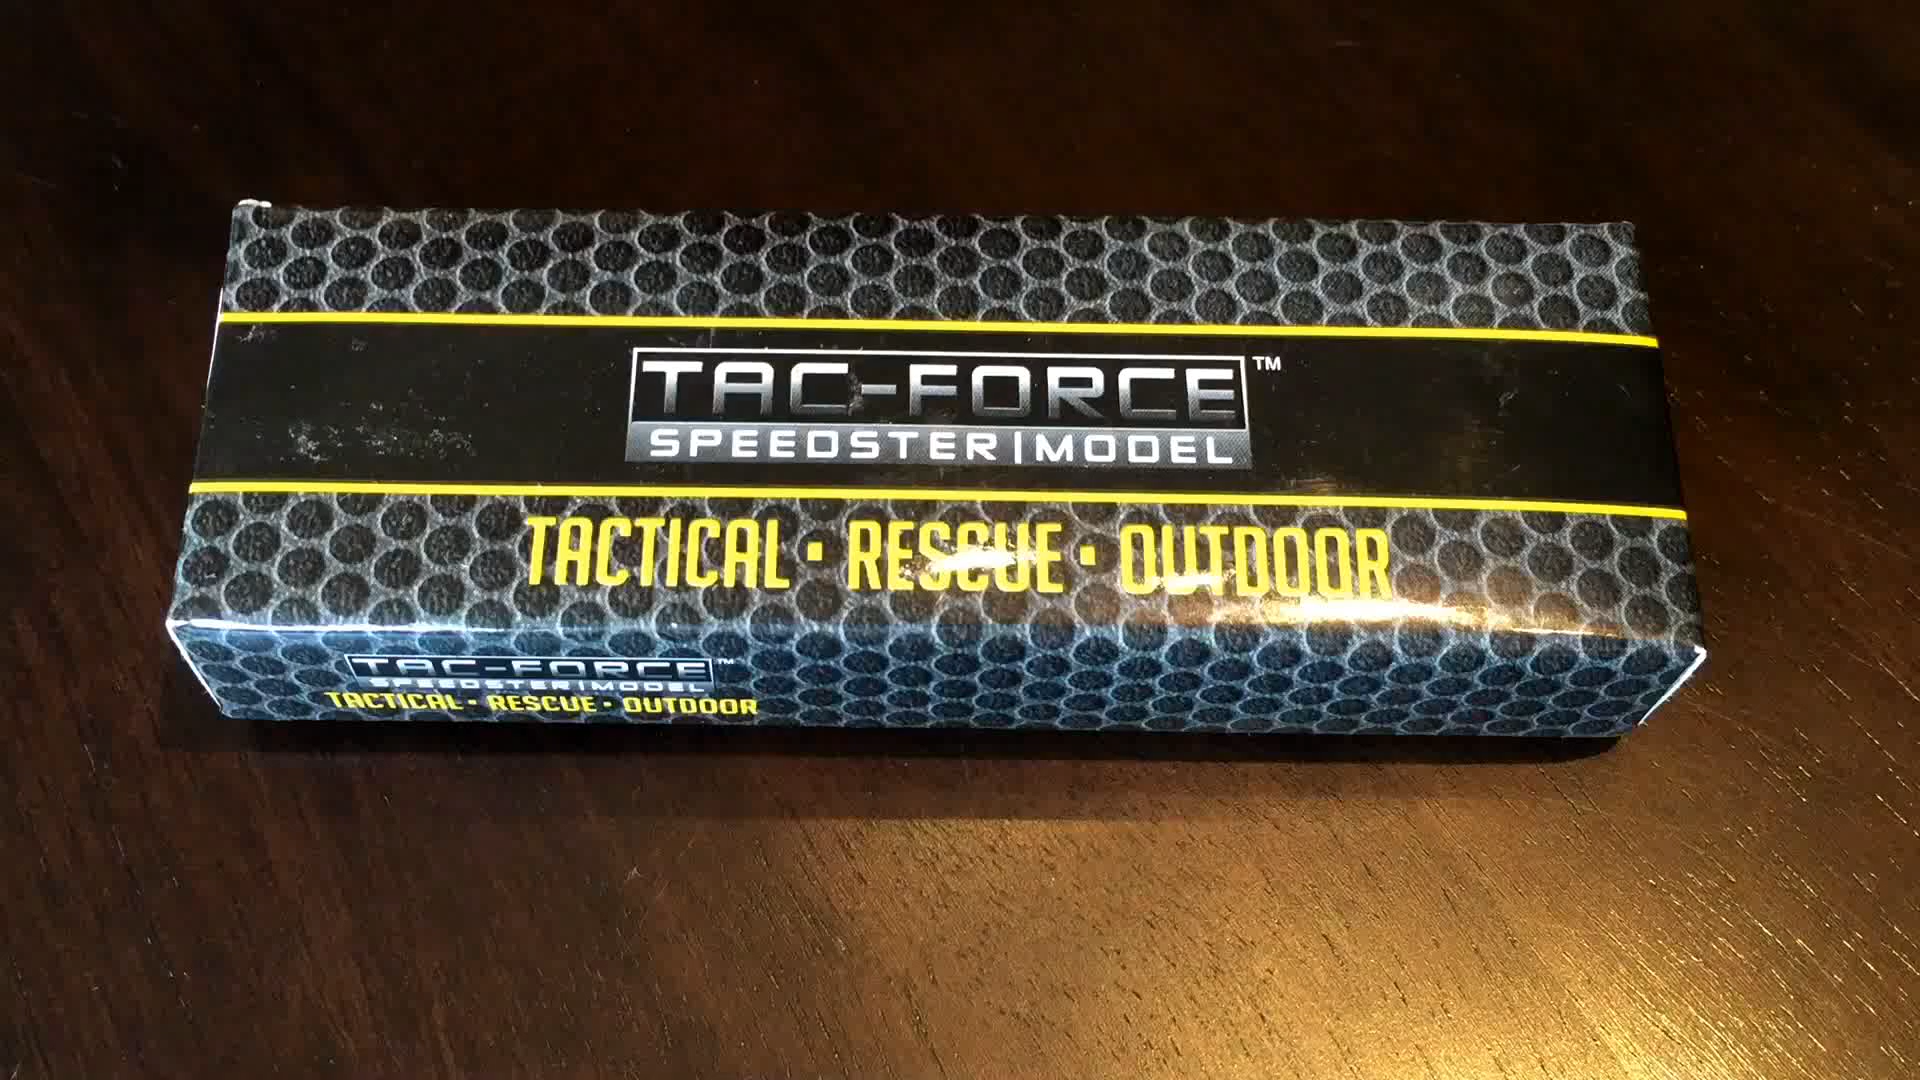 TAC-FORCE™
SPEEDSTER|MODEL
TACTICAL · RESCUE · OUTDOOR
TAC-FORCE™
SPEEDSTER|MODEL
TACTICAL · RESCUE · OUTDOOR